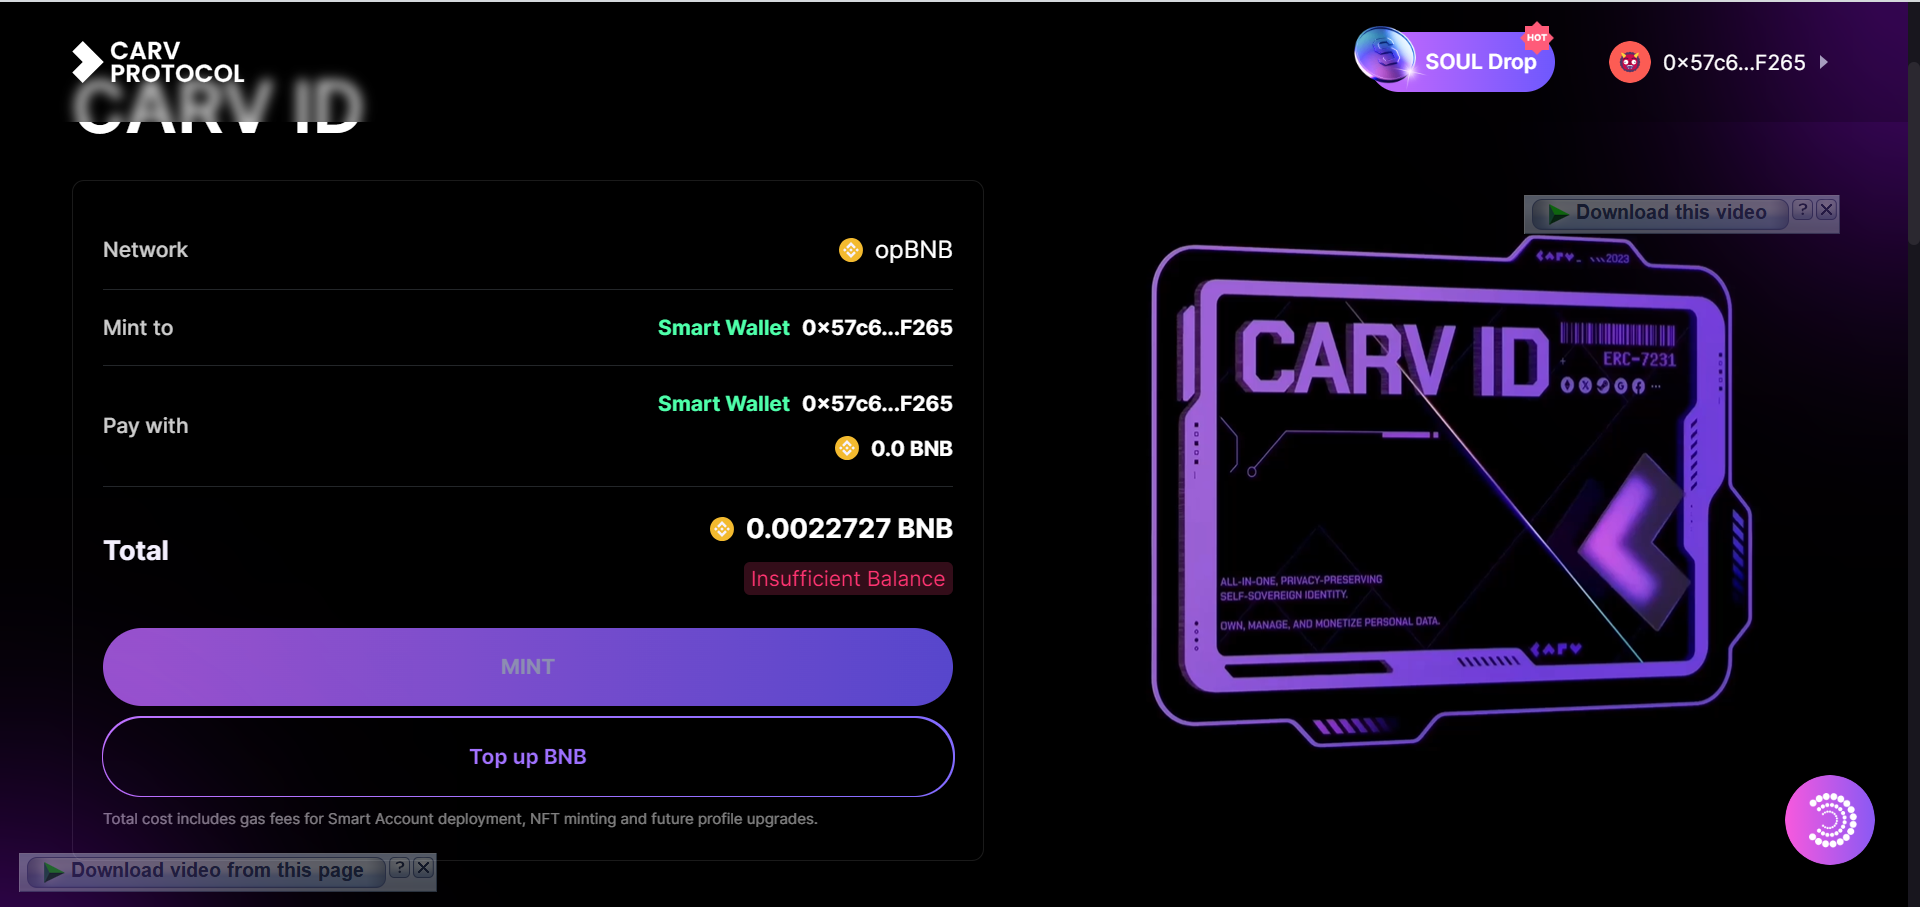 CARV
PROTOCOL
SOUL Drop
HOT
0×57c6...F265
CARV ID
Network
opBNB
Mint to
Smart Wallet 0×57c6...F265
Pay with
Smart Wallet 0×57c6...F265
0.0 BNB
Total
0.0022727 BNB
Insufficient Balance
MINT
Top up BNB
Total cost includes gas fees for Smart Account deployment, NFT minting and future profile upgrades.
Download video from this page ?
Download this video ?
CARV 2023
CARV ID
ERC-7231
ALL-IN-ONE, PRIVACY-PRESERVING
SELF-SOVEREIGN IDENTITY.
OWN, MANAGE, AND MONETIZE PERSONAL DATA.
CARV